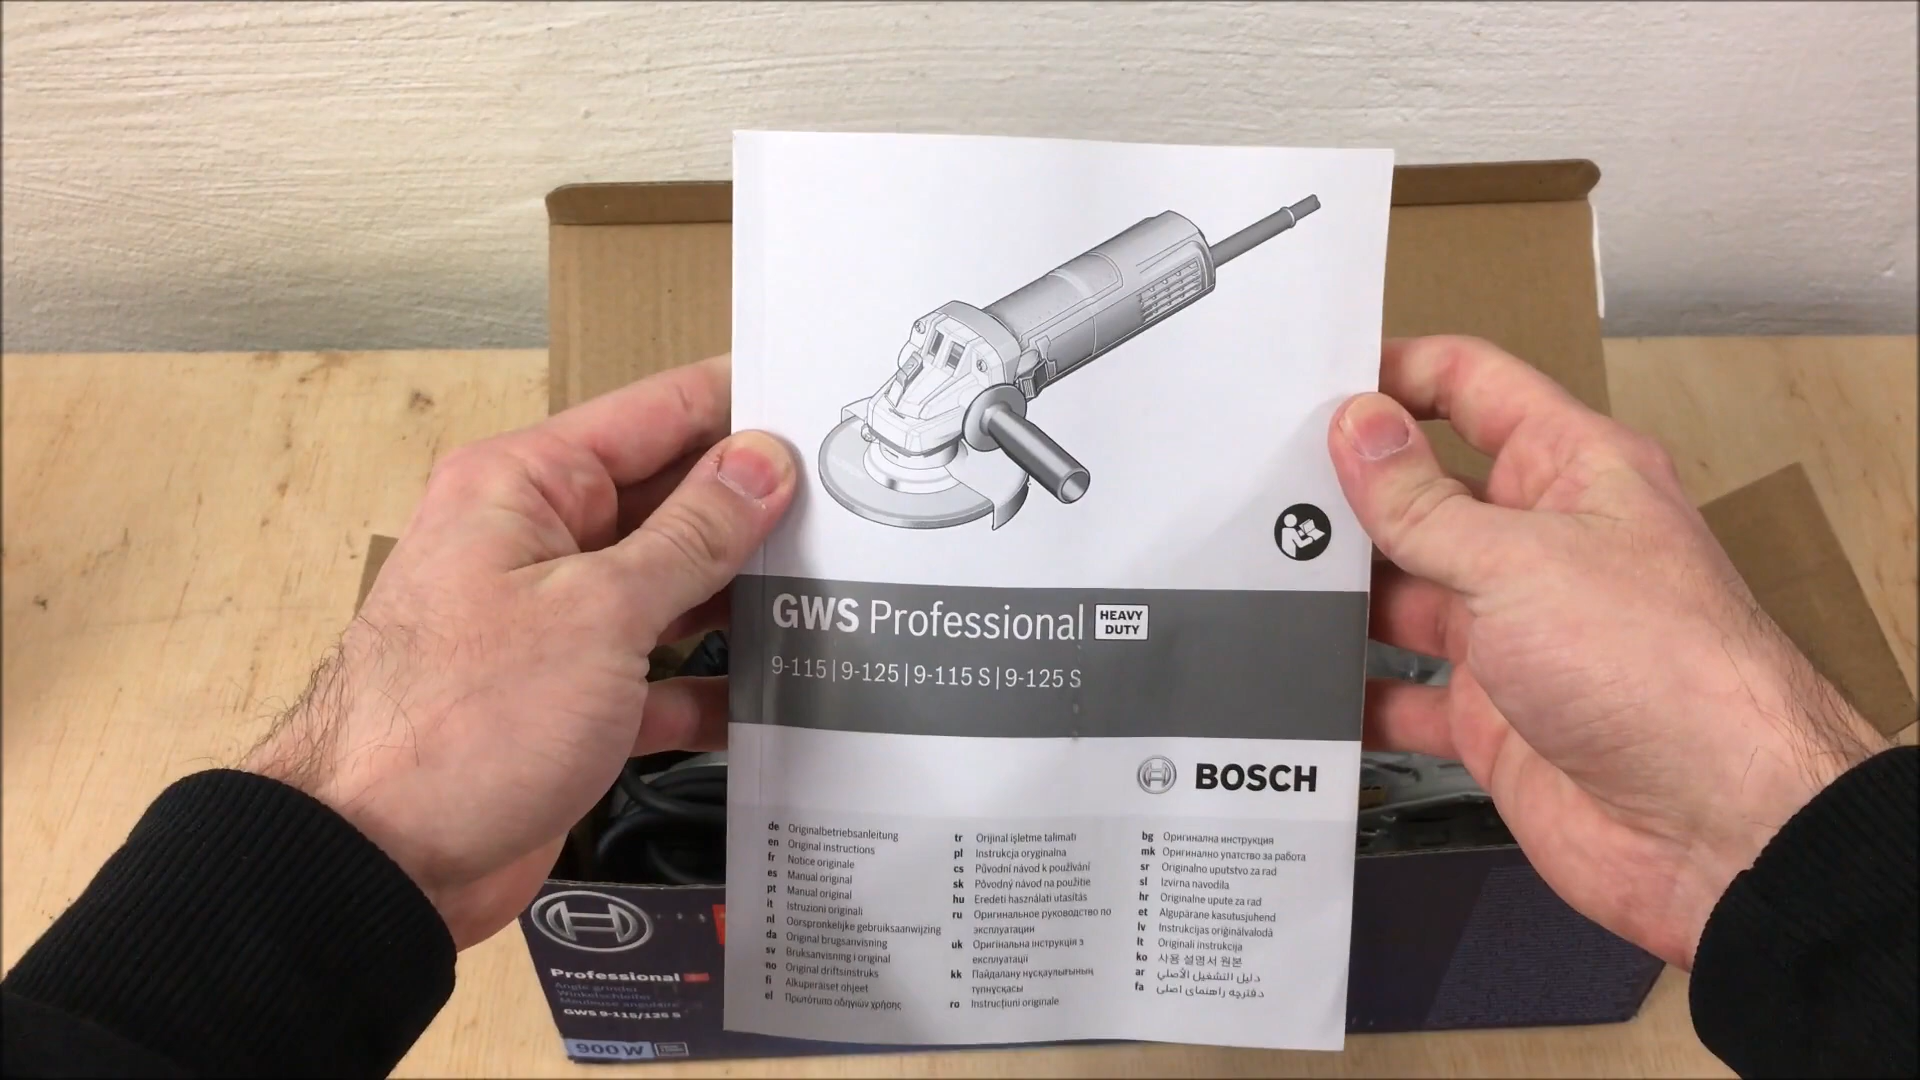 GWS Professional HEAVY DUTY
9-115|9-125|9-115 S|9-125 S
BOSCH
de Originalbetriebsanleitung
en Original instructions
fr Notice originale
es Manual original
pt Manual original
it Istruzioni originali
nl Oorspronkelijke gebruiksaanwijzing
da Original brugsanvisning
sv Bruksanvisning i original
no Original driftsinstruks
fi Alkuperäiset ohjeet
el Πρωτότυπο οδηγιών χρήσης
tr Orijinal işletme talimatı
pl Instrukcja oryginalna
cs Původní návod k používání
sk Pôvodný návod na použitie
hu Eredeti használati utasítás
ru Оригинальное руководство по
эксплуатации
uk Оригінальна інструкція з
експлуатації
kk Пайдалану нұсқаулығының
түпнұсқасы
ro Instrucțiuni originale
bg Оригинална инструкция
mk Оригинално упатство за работа
sr Originalno uputstvo za rad
sl Izvirna navodila
hr Originalne upute za rad
et Algupärane kasutusjuhend
lv Instrukcijas oriģinālvalodā
lt Originali instrukcija
ko 사용 설명서 원본
ar دليل التشغيل الأصلي
fa دفترچه راهنمای اصلی
Professional
Angle grinder
Winkelschleifer
Meuleuse angulaire
GWS 9-115/125 S
900 W